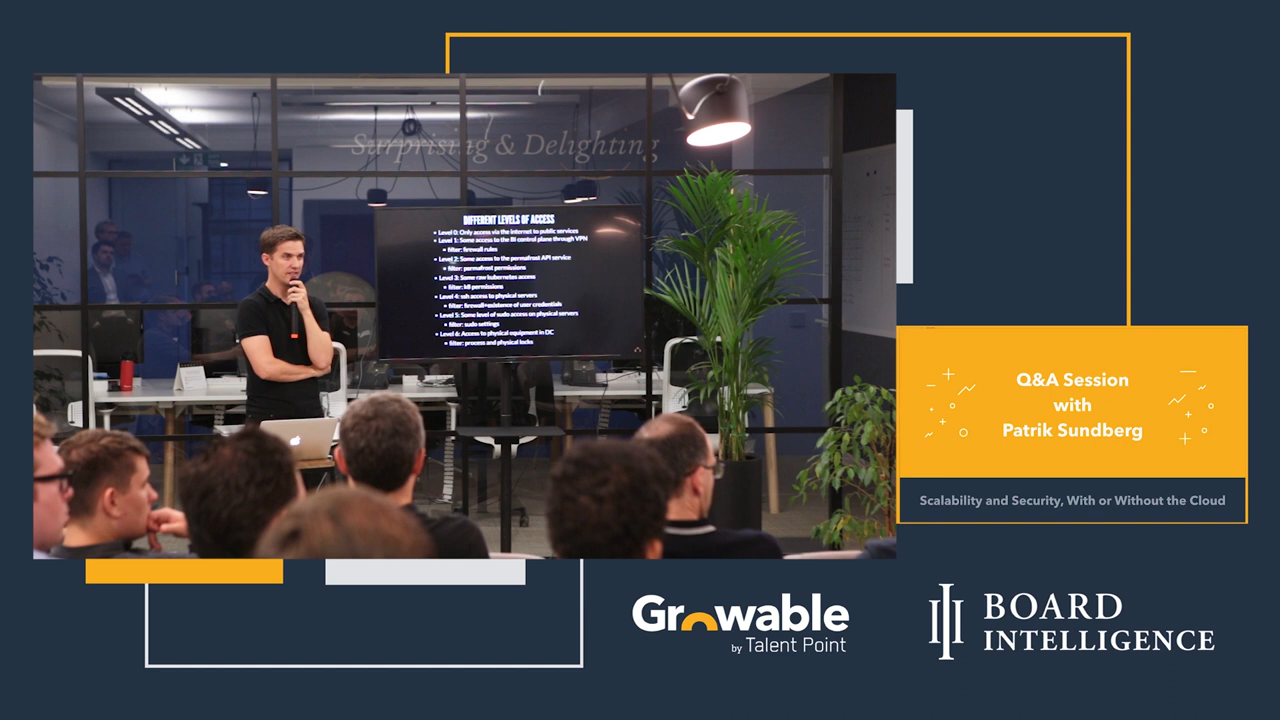 Surprising & Delighting
DIFFERENT LEVELS OF ACCESS
• Level 0: Only access via the internet to public services
• Level 1: Some access to the BI control plane through VPN
• filter: firewall rules
• Level 2: Some access to the permafrost API service
• filter: permafrost permissions
• Level 3: Some raw kubernetes access
• filter: k8 permissions
• Level 4: ssh access to physical servers
• filter: firewall+existence of user credentials
• Level 5: Some level of sudo access on physical servers
• filter: sudo settings
• Level 6: Access to physical equipment in DC
• filter: process and physical locks
Q&A Session
with
Patrik Sundberg
Scalability and Security, With or Without the Cloud
Growable
by Talent Point
BOARD
INTELLIGENCE